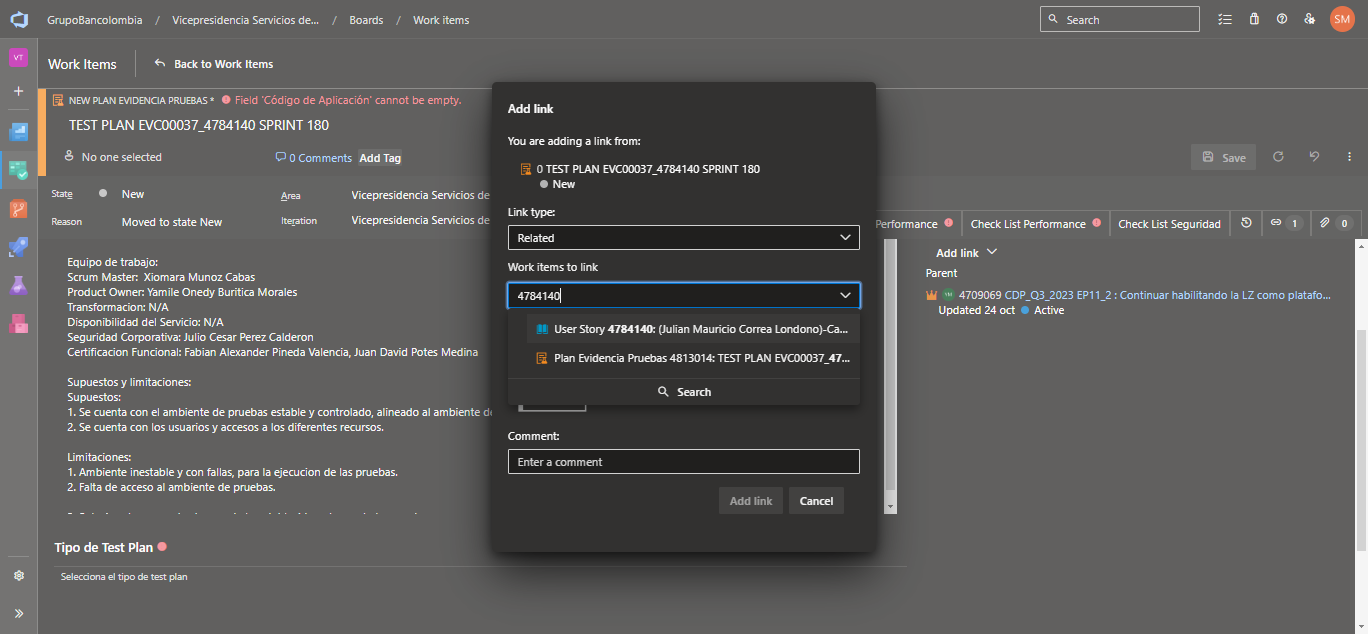 GrupoBancolombia / Vicepresidencia Servicios de... / Boards / Work items
Search
SM
VT
Work Items
Back to Work Items
NEW PLAN EVIDENCIA PRUEBAS * Field 'Código de Aplicación' cannot be empty.
TEST PLAN EVC00037_4784140 SPRINT 180
No one selected
0 Comments
Add Tag
Save
State
New
Area
Vicepresidencia Servicios de
Reason
Moved to state New
Iteration
Vicepresidencia Servicios de
Performance
Check List Performance
Check List Seguridad
1
0
Equipo de trabajo:
Scrum Master: Xiomara Munoz Cabas
Product Owner: Yamile Onedy Buritica Morales
Transformacion: N/A
Disponibilidad del Servicio: N/A
Seguridad Corporativa: Julio Cesar Perez Calderon
Certificacion Funcional: Fabian Alexander Pineda Valencia, Juan David Potes Medina
Supuestos y limitaciones:
Supuestos:
1. Se cuenta con el ambiente de pruebas estable y controlado, alineado al ambiente de
2. Se cuenta con los usuarios y accesos a los diferentes recursos.
Limitaciones:
1. Ambiente inestable y con fallas, para la ejecucion de las pruebas.
2. Falta de acceso al ambiente de pruebas.
Tipo de Test Plan
Selecciona el tipo de test plan
Add link
You are adding a link from:
0 TEST PLAN EVC00037_4784140 SPRINT 180
New
Link type:
Related
Work items to link
4784140
User Story 4784140: (Julian Mauricio Correa Londono)-Ca...
Plan Evidencia Pruebas 4813014: TEST PLAN EVC00037_47...
Search
Comment:
Enter a comment
Add link
Cancel
Add link
Parent
4709069 CDP_Q3_2023 EP11_2 : Continuar habilitando la LZ como platafo...
Updated 24 oct
Active